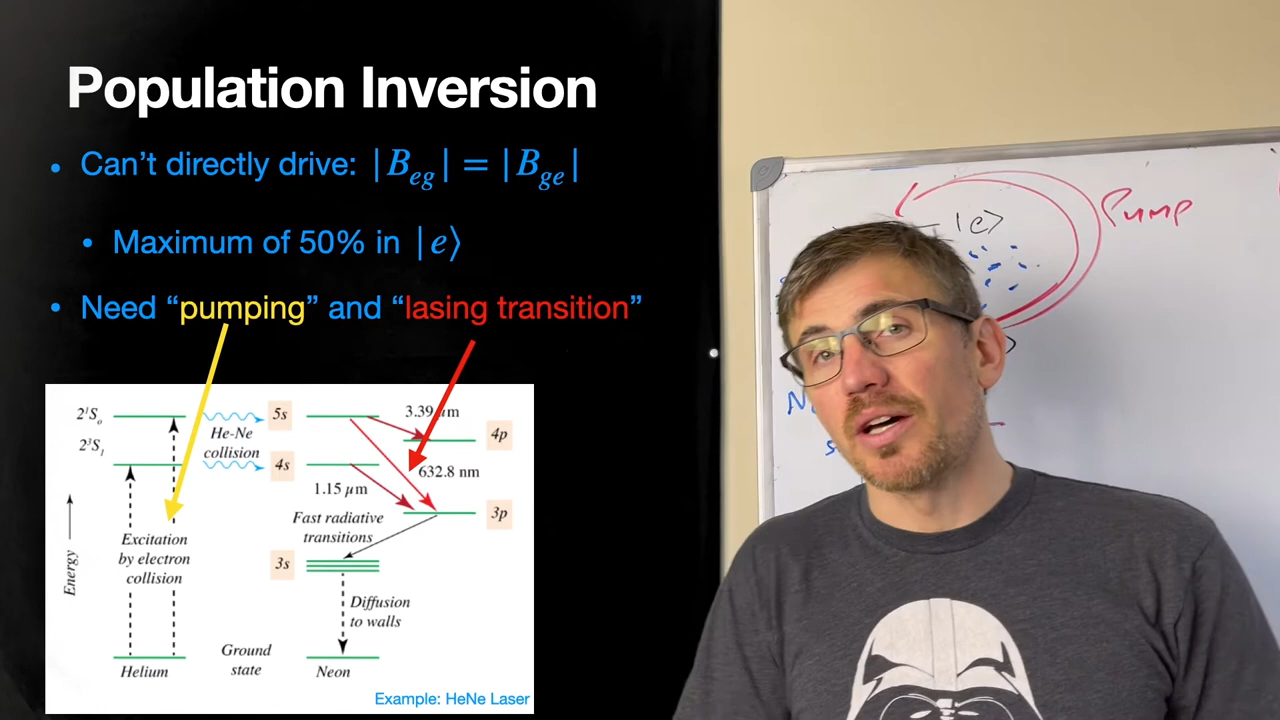 Population Inversion
• Can't directly drive: |B_eg| = |B_ge|
• Maximum of 50% in |e⟩
• Need “pumping” and “lasing transition”
2¹S₀
5s
3.39 μm
He-Ne
collision
4p
2³S₁
4s
632.8 nm
1.15 μm
3p
Fast radiative
transitions
Excitation
by electron
collision
3s
Energy
Diffusion
to walls
Ground
state
Helium
Neon
Example: HeNe Laser
|e⟩
Pump